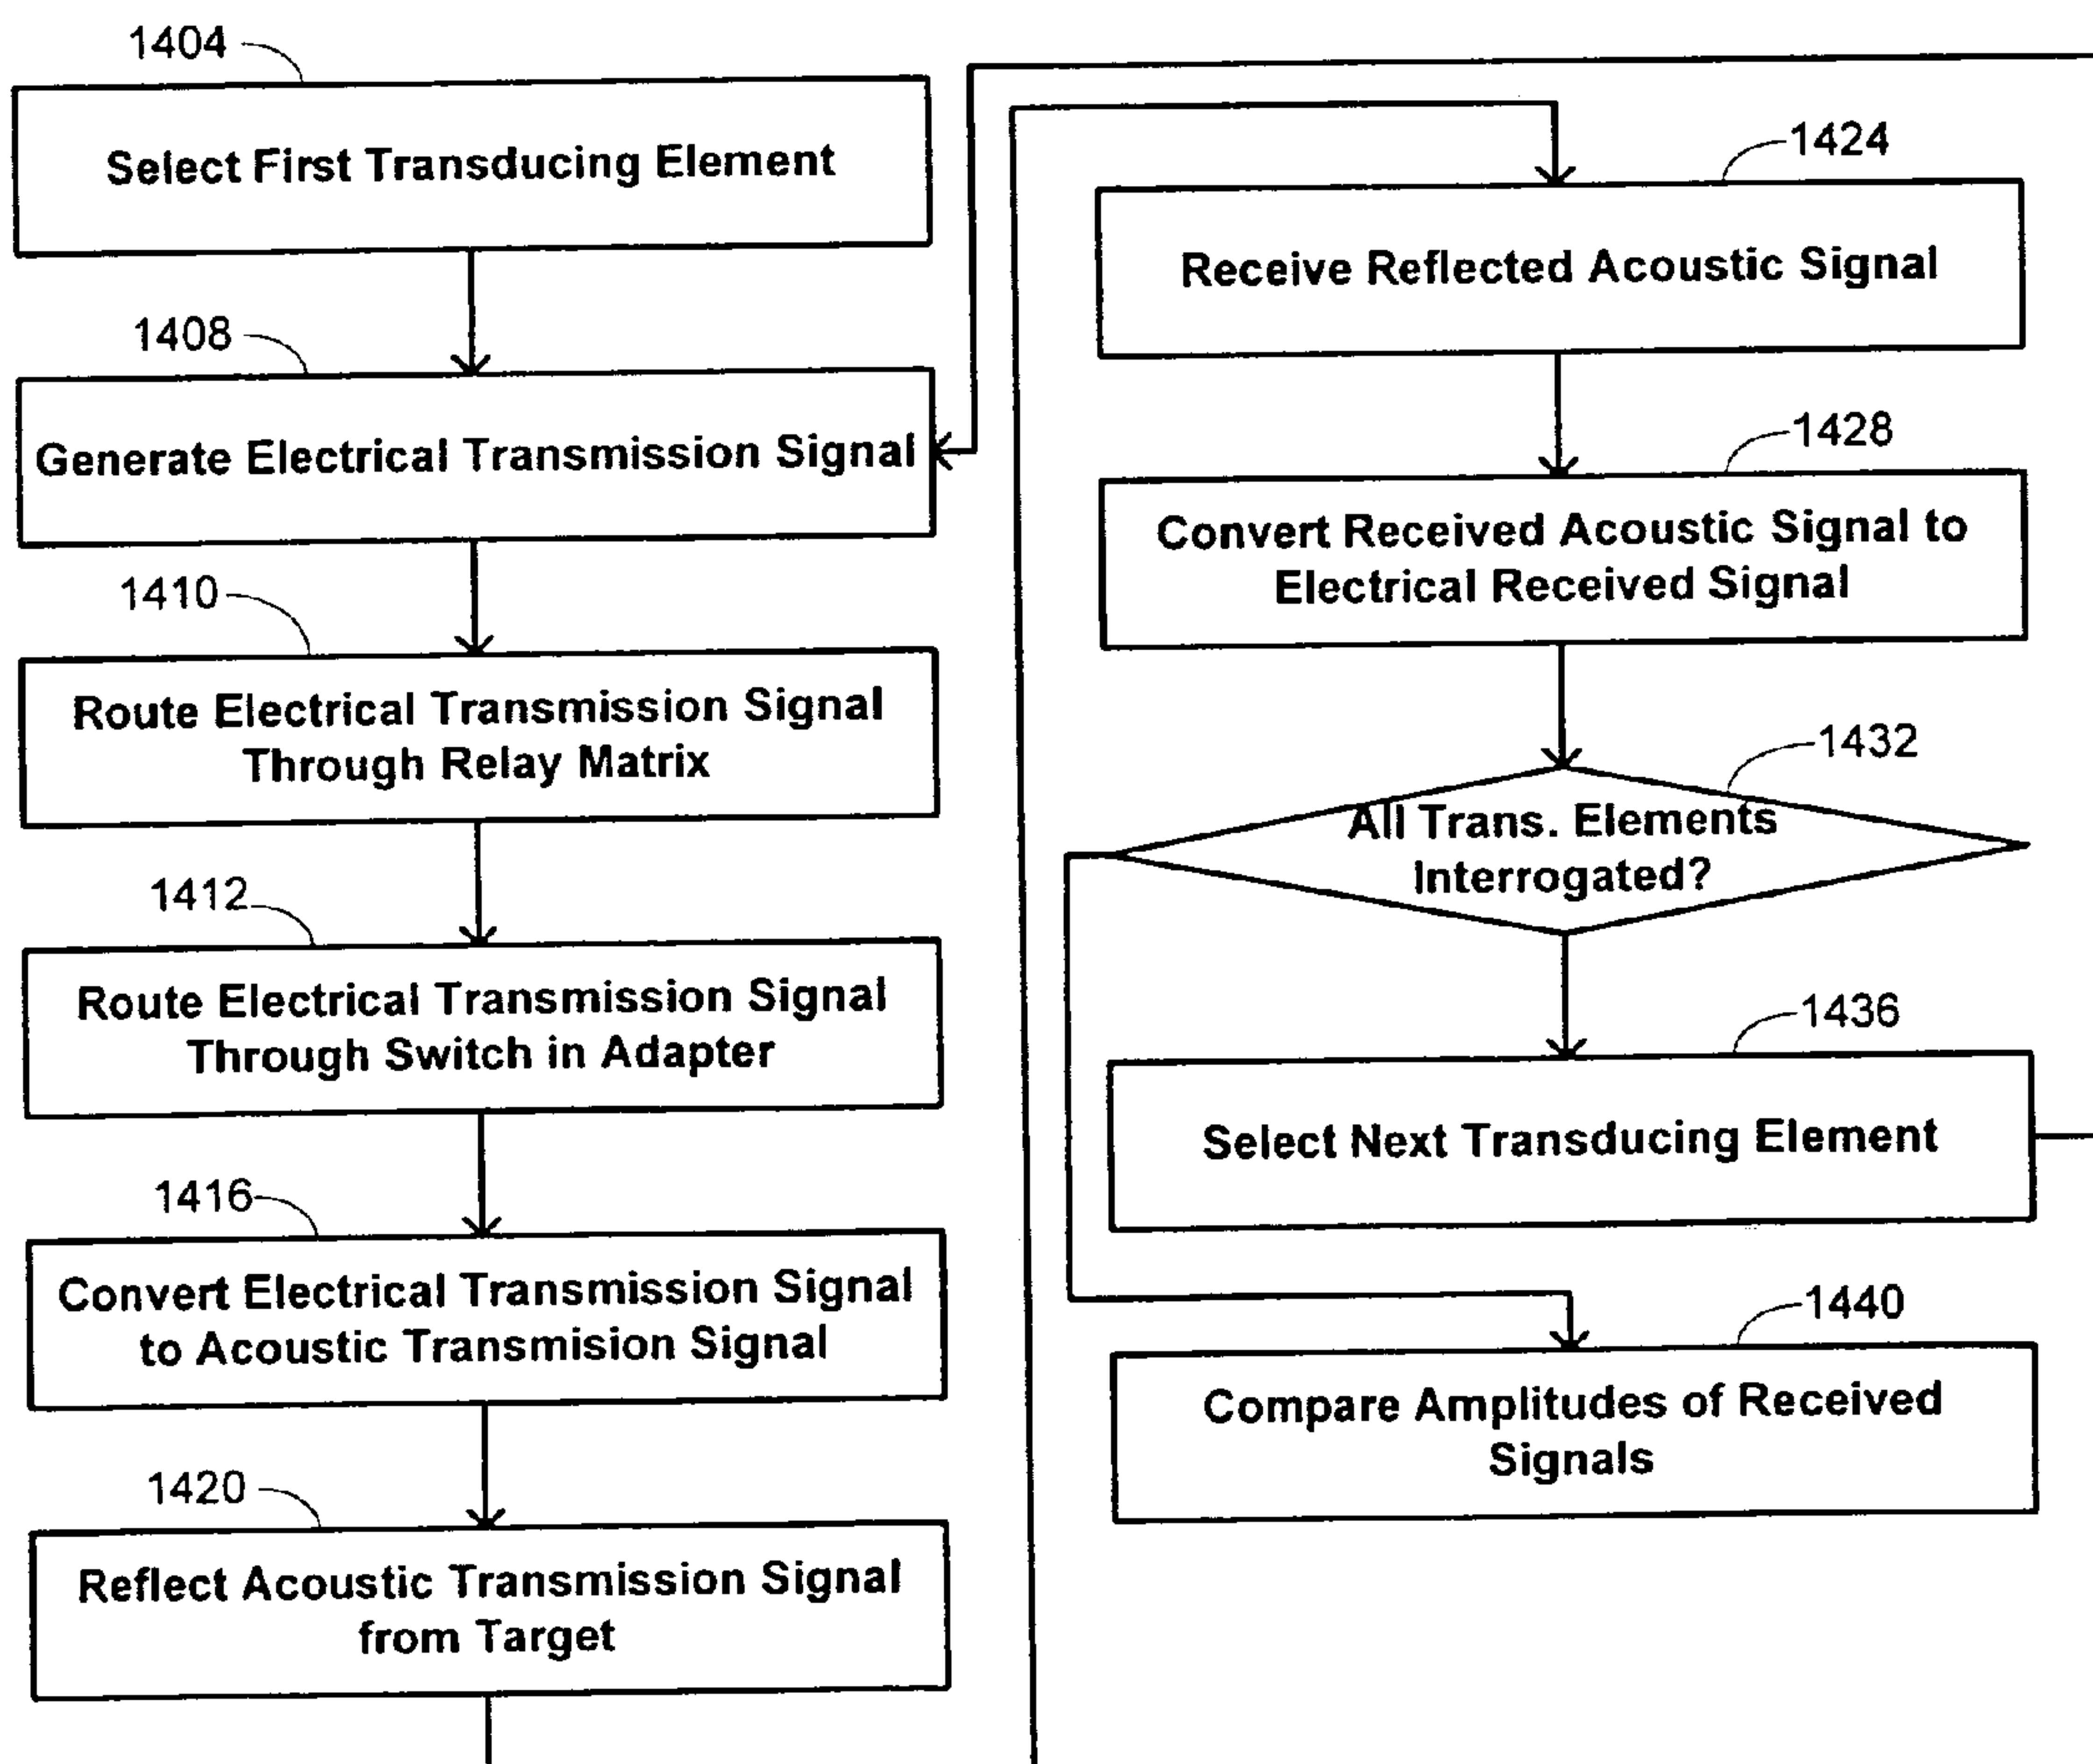 1404
Select First Transducing Element
1408
Generate Electrical Transmission Signal
1410
Route Electrical Transmission Signal
Through Relay Matrix
1412
Route Electrical Transmission Signal
Through Switch in Adapter
1416
Convert Electrical Transmission Signal
to Acoustic Transmision Signal
1420
Reflect Acoustic Transmission Signal
from Target
1424
Receive Reflected Acoustic Signal
1428
Convert Received Acoustic Signal to
Electrical Received Signal
1432
All Trans. Elements
Interrogated?
1436
Select Next Transducing Element
1440
Compare Amplitudes of Received
Signals